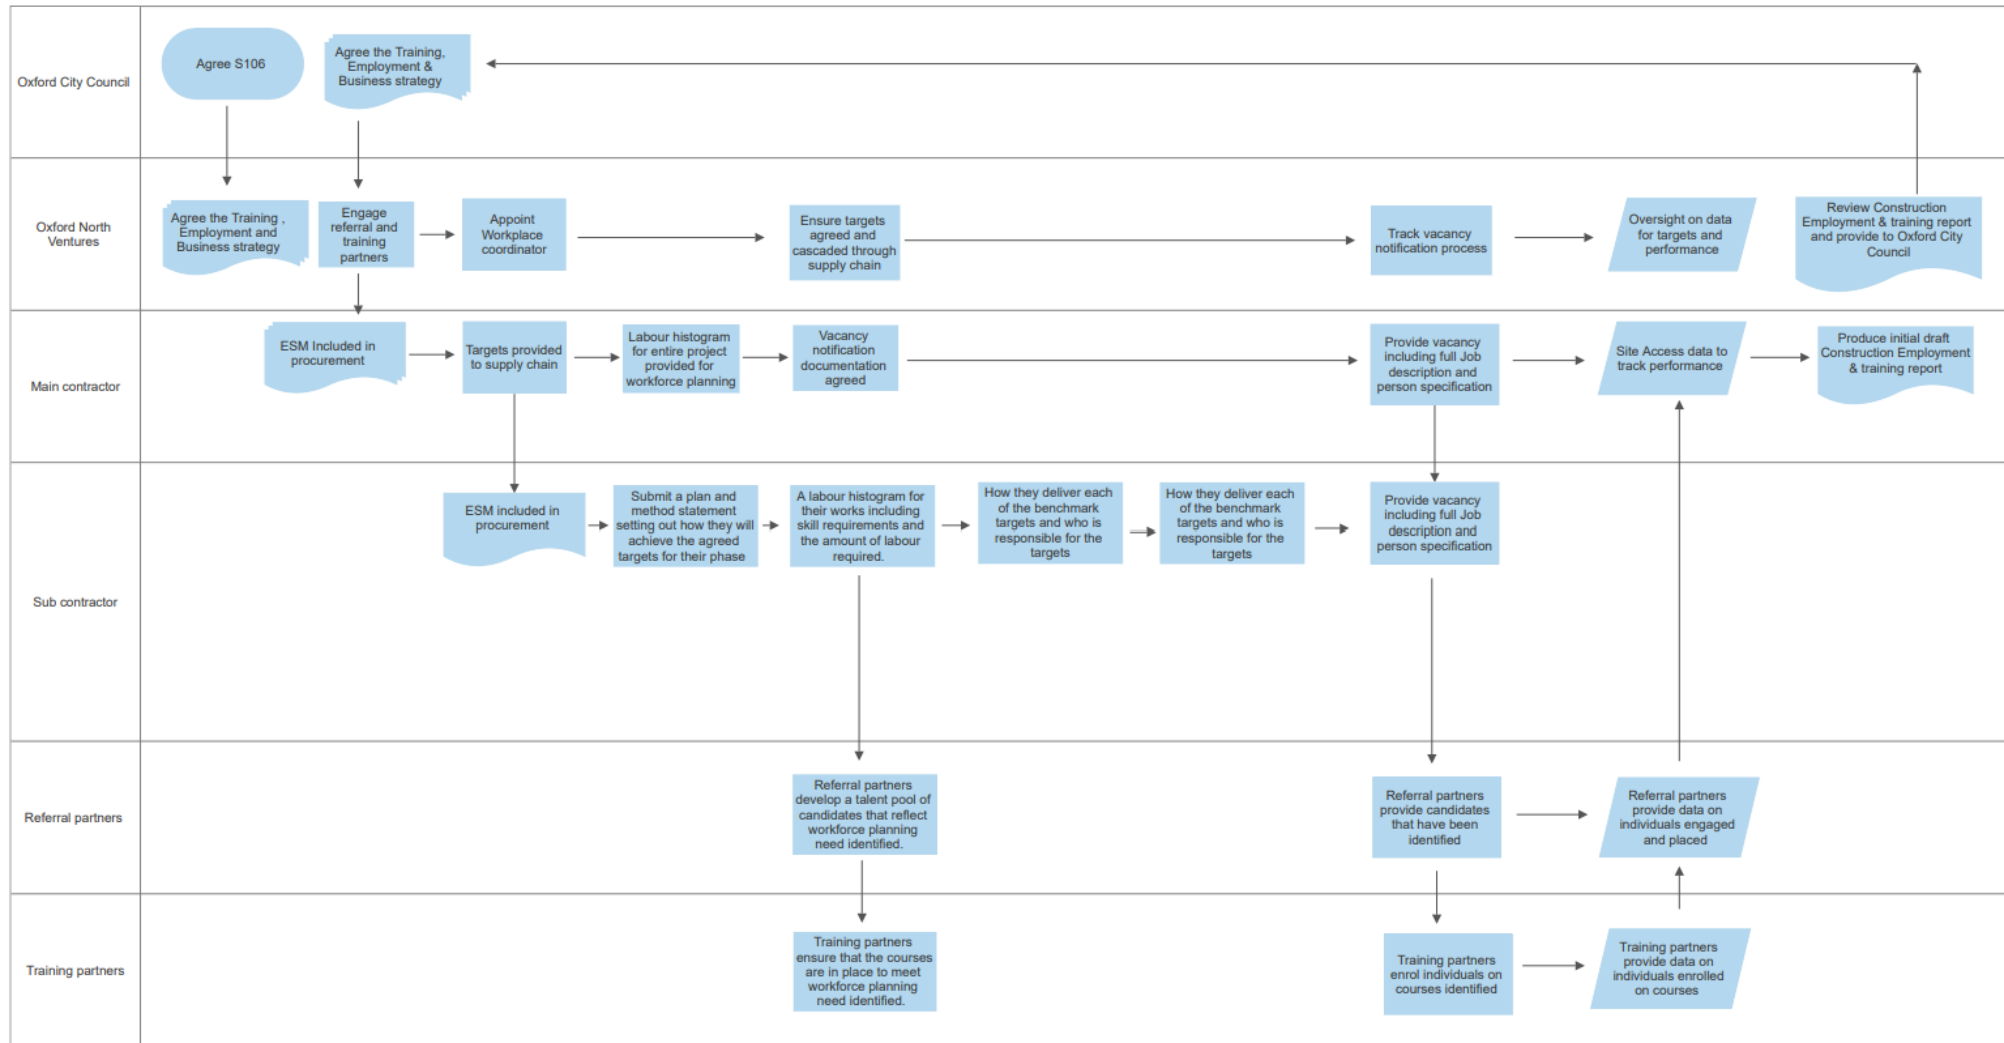 Oxford City Council
Agree S106
Agree the Training,
Employment &
Business strategy
Oxford North
Ventures
Agree the Training ,
Employment and
Business strategy
Engage
referral and
training
partners
Appoint
Workplace
coordinator
Ensure targets
agreed and
cascaded through
supply chain
Track vacancy
notification process
Oversight on data
for targets and
performance
Review Construction
Employment & training report
and provide to Oxford City
Council
Main contractor
ESM Included in
procurement
Targets provided
to supply chain
Labour histogram
for entire project
provided for
workforce planning
Vacancy
notification
documentation
agreed
Provide vacancy
including full Job
description and
person specification
Site Access data to
track performance
Produce initial draft
Construction Employment
& training report
Sub contractor
ESM included in
procurement
Submit a plan and
method statement
setting out how they will
achieve the agreed
targets for their phase
A labour histogram for
their works including
skill requirements and
the amount of labour
required.
How they deliver each
of the benchmark
targets and who is
responsible for the
targets
How they deliver each
of the benchmark
targets and who is
responsible for the
targets
Provide vacancy
including full Job
description and
person specification
Referral partners
Referral partners
develop a talent pool of
candidates that reflect
workforce planning
need identified.
Referral partners
provide candidates
that have been
identified
Referral partners
provide data on
individuals engaged
and placed
Training partners
Training partners
ensure that the courses
are in place to meet
workforce planning
need identified.
Training partners
enrol individuals on
courses identified
Training partners
provide data on
individuals enrolled
on courses